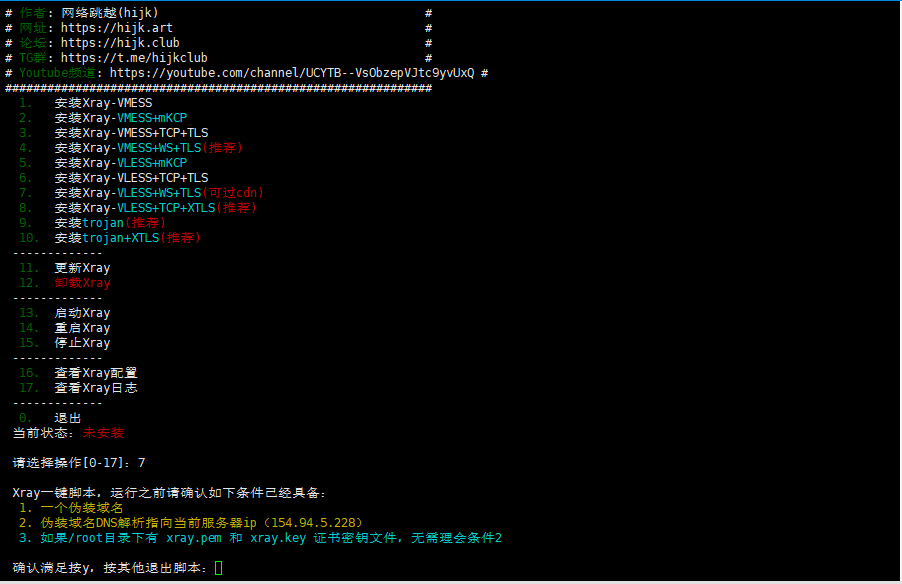 # 作者: 网络跳越(hijk) #
# 网址: https://hijk.art #
# 论坛: https://hijk.club #
# TG群: https://t.me/hijkclub #
# Youtube频道: https://youtube.com/channel/UCYTB--VsObzepVJtc9yvUxQ #
#############################################################
1. 安装Xray-VMESS
2. 安装Xray-VMESS+mKCP
3. 安装Xray-VMESS+TCP+TLS
4. 安装Xray-VMESS+WS+TLS(推荐)
5. 安装Xray-VLESS+mKCP
6. 安装Xray-VLESS+TCP+TLS
7. 安装Xray-VLESS+WS+TLS(可过cdn)
8. 安装Xray-VLESS+TCP+XTLS(推荐)
9. 安装trojan(推荐)
10. 安装trojan+XTLS(推荐)
-------------
11. 更新Xray
12. 卸载Xray
-------------
13. 启动Xray
14. 重启Xray
15. 停止Xray
-------------
16. 查看Xray配置
17. 查看Xray日志
-------------
0. 退出
当前状态：未安装
请选择操作[0-17]：7
Xray一键脚本，运行之前请确认如下条件已经具备：
1. 一个伪装域名
2. 伪装域名DNS解析指向当前服务器ip（154.94.5.228）
3. 如果/root目录下有 xray.pem 和 xray.key 证书密钥文件，无需理会条件2
确认满足按y，按其他退出脚本：